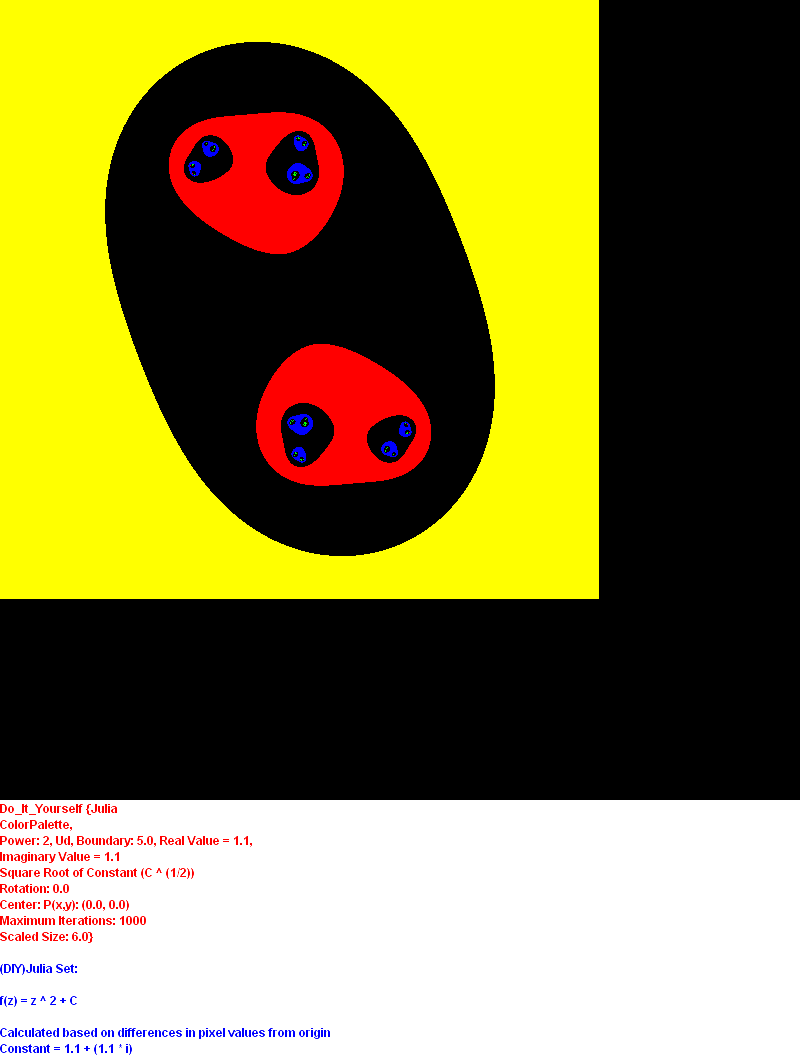 Do_It_Yourself {Julia
ColorPalette,
Power: 2, Ud, Boundary: 5.0, Real Value = 1.1,
Imaginary Value = 1.1
Square Root of Constant (C ^ (1/2))
Rotation: 0.0
Center: P(x,y): (0.0, 0.0)
Maximum Iterations: 1000
Scaled Size: 6.0}
(DIY)Julia Set:
f(z) = z ^ 2 + C
Calculated based on differences in pixel values from origin
Constant = 1.1 + (1.1 * i)